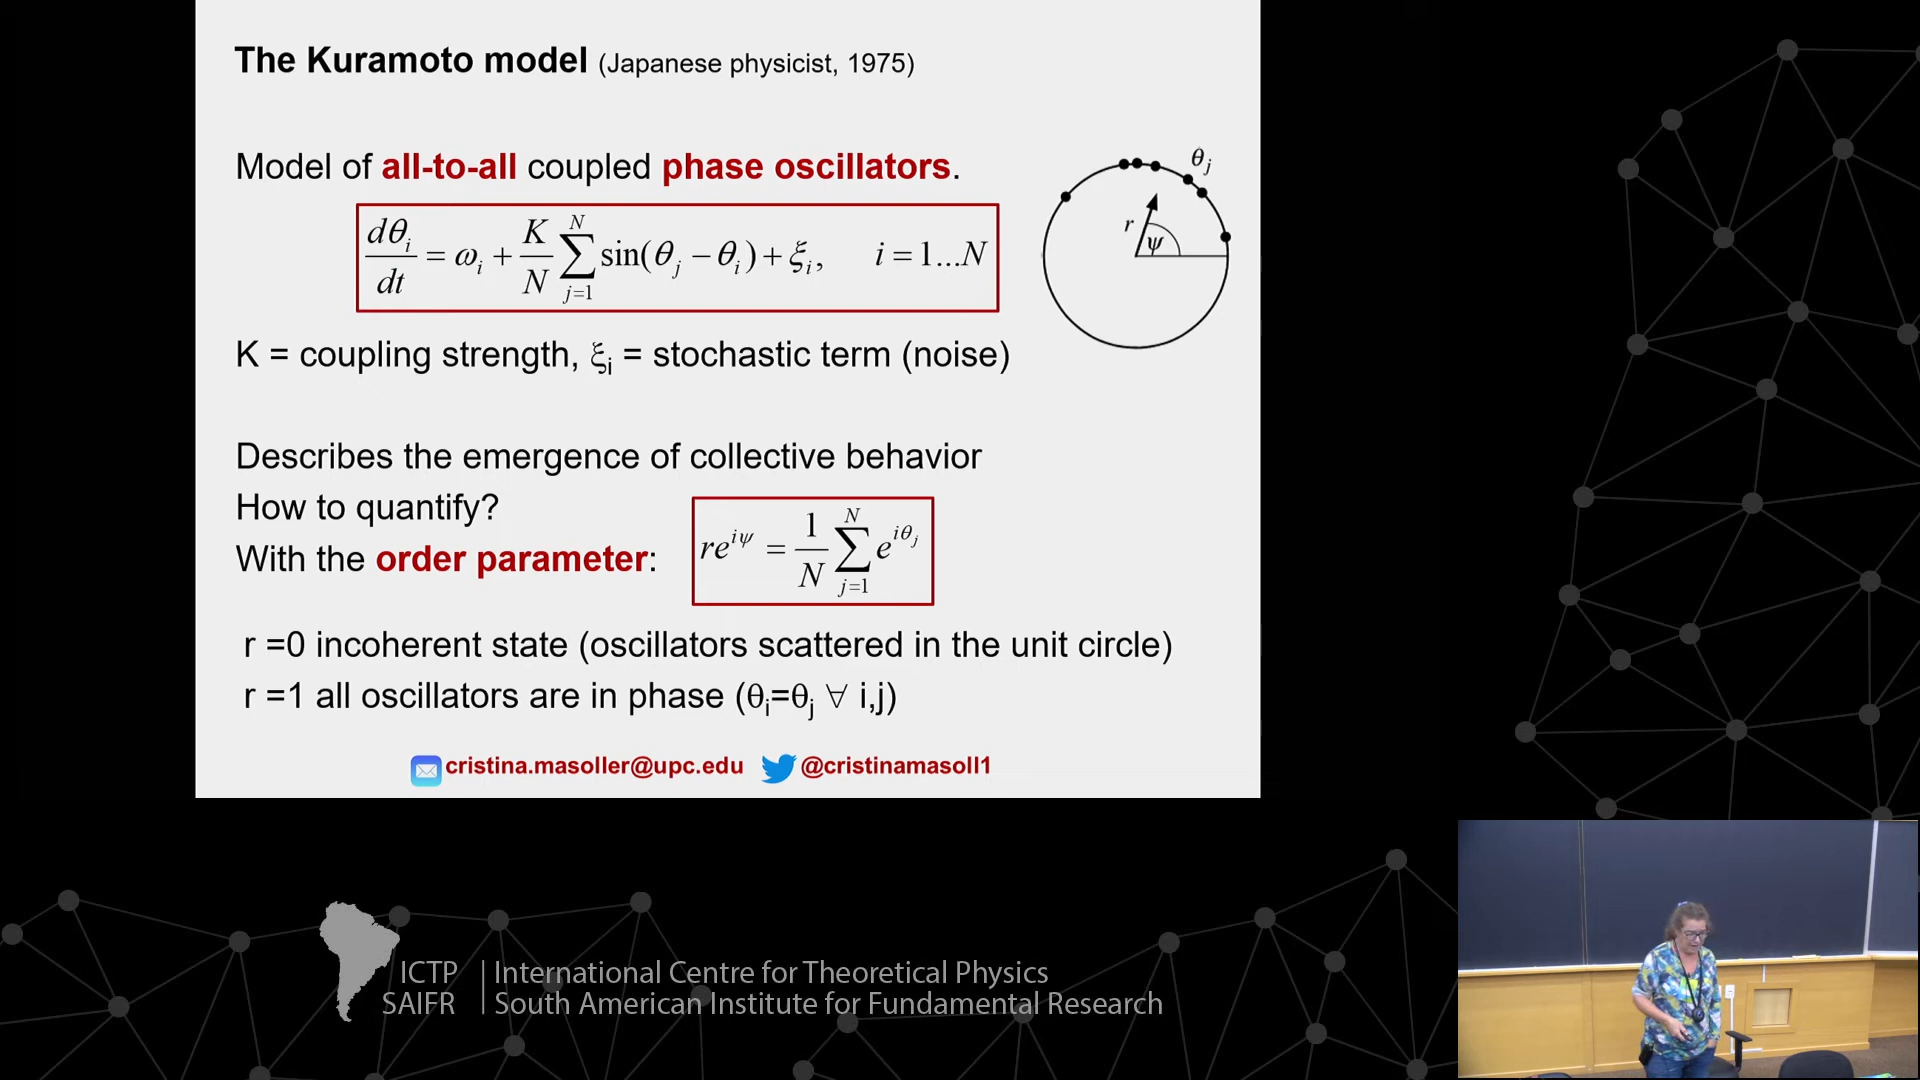 The Kuramoto model (Japanese physicist, 1975)
Model of all-to-all coupled phase oscillators.
θj
r
ψ
dθi/dt = ωi + K/N ∑j=1N sin(θj − θi) + ξi,   i = 1...N
K = coupling strength, ξi = stochastic term (noise)
Describes the emergence of collective behavior
How to quantify?
With the order parameter:
re^iψ = 1/N ∑j=1N e^iθj
r =0 incoherent state (oscillators scattered in the unit circle)
r =1 all oscillators are in phase (θi=θj ∀ i,j)
cristina.masoller@upc.edu @cristinamasoll1
ICTP | International Centre for Theoretical Physics
SAIFR | South American Institute for Fundamental Research